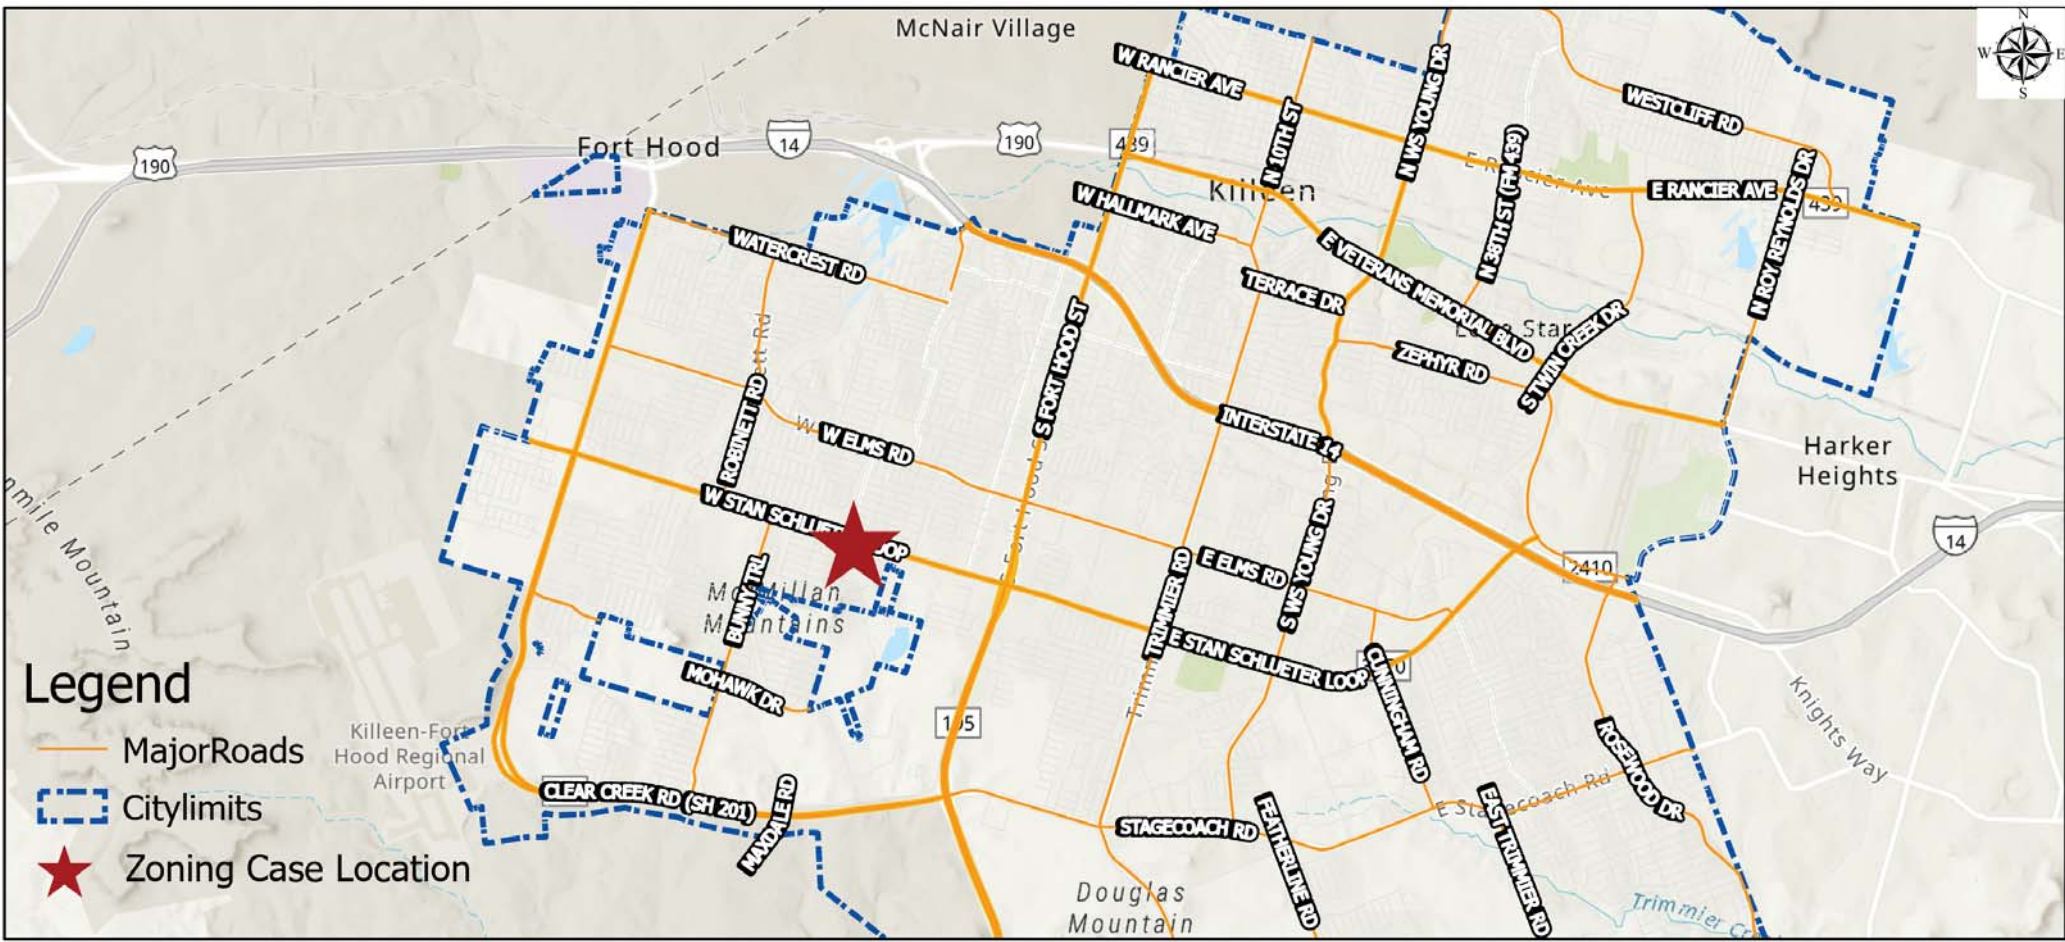 McNair Village
N
W
E
S
W RANCIER AVE
N 10TH ST
N WS YOUNG DR
WESTCLIFF RD
Fort Hood
14
190
190
439
N 38TH ST (FM 439)
E Rancier Ave
E RANCIER AVE
N ROY REYNOLDS DR
439
Killeen
W HALLMARK AVE
WATERCREST RD
E VETERANS MEMORIAL BLVD
TERRACE DR
S FORT HOOD ST
ZEPHYR RD
S TWIN CREEK DR
ROBINETT RD
W
W ELMS RD
INTERSTATE 14
Harker
Heights
W STAN SCHLUETER LOOP
14
2410
BUNNY TRL
E ELMS RD
S WS YOUNG DR
TRIMMIER RD
E STAN SCHLUETER LOOP
CUNNINGHAM RD
MOHAWK DR
195
Killeen-Fort
Hood Regional
Airport
Knights Way
ROSEWOOD DR
CLEAR CREEK RD (SH 201)
MAXDALE RD
STAGECOACH RD
FEATHERLINE RD
E Stagecoach Rd
EAST TRIMMIER RD
Douglas
Mountain
Legend
MajorRoads
Citylimits
Zoning Case Location